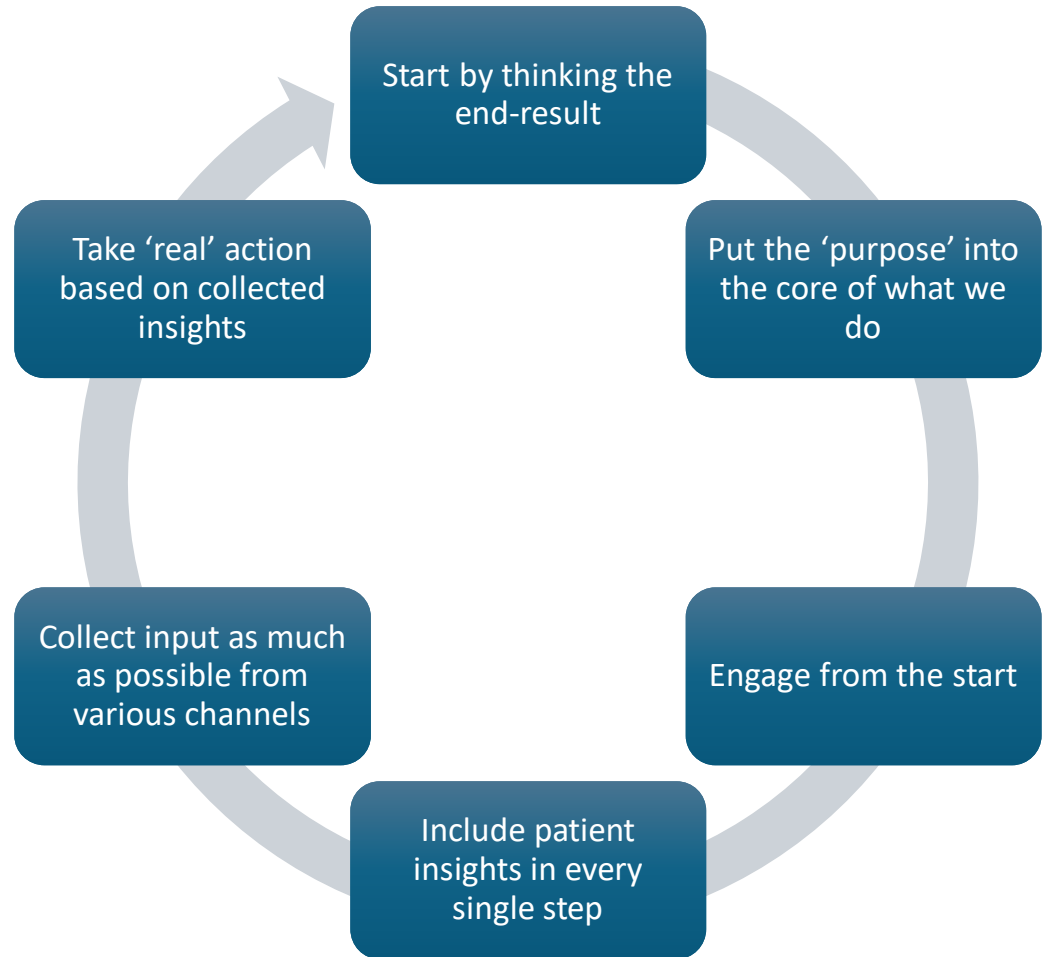 Start by thinking the
end-result
Put the ‘purpose’ into
the core of what we
do
Engage from the start
Include patient
insights in every
single step
Collect input as much
as possible from
various channels
Take ‘real’ action
based on collected
insights